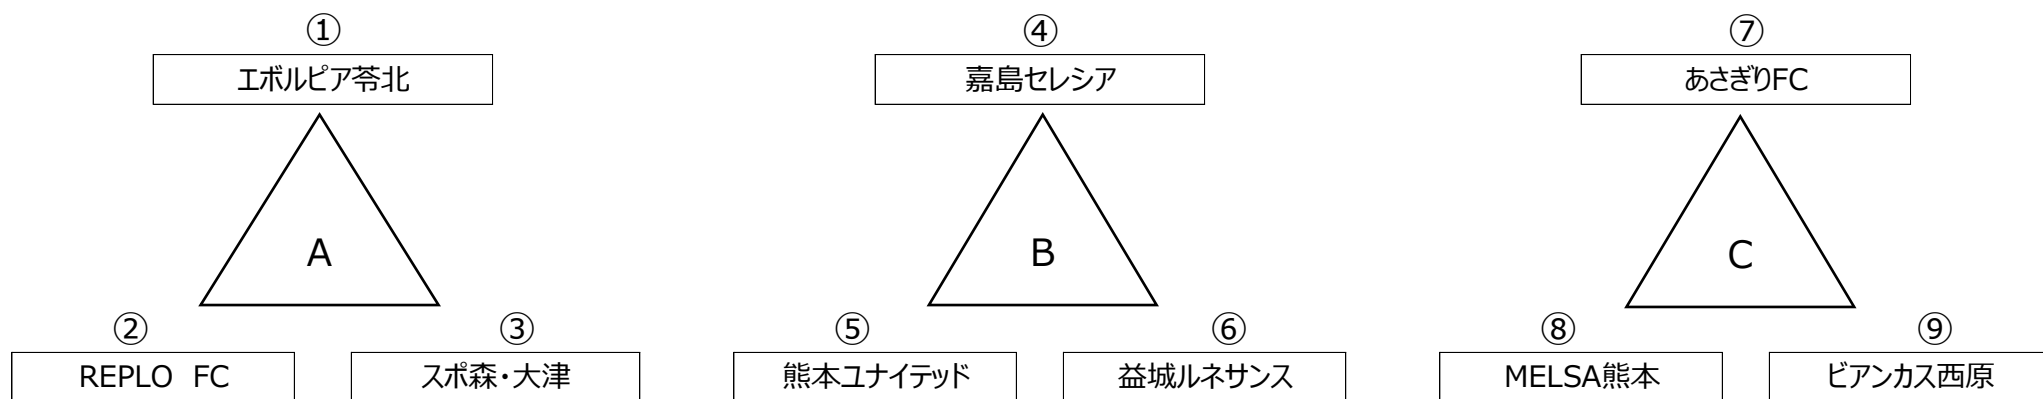 ① ④ ⑦
エボルピア苓北 嘉島セレシア あさぎりFC
A B C
② ③ ⑤ ⑥ ⑧ ⑨
REPLO FC スポ森・大津 熊本ユナイテッド 益城ルネサンス MELSA熊本 ビアンカス西原